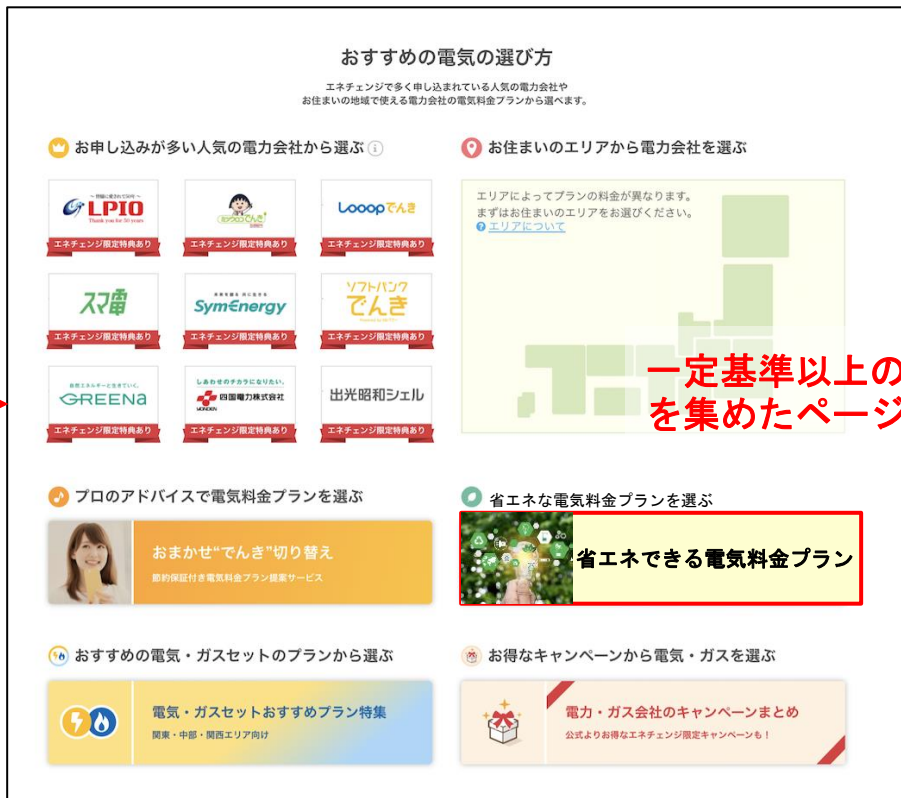 おすすめの電気の選び方
エネチェンジで多く申し込まれている人気の電力会社や
お住まいの地域で使える電力会社の電気料金プランから選べます。
お申し込みが多い人気の電力会社から選ぶ
LPIO
Thank you for 50 years
エネチェンジ限定特典あり
エネチェンジ限定特典あり
Looopでんき
エネチェンジ限定特典あり
スマ電
エネチェンジ限定特典あり
未来を創る 共に生きる
SymEnergy
エネチェンジ限定特典あり
ソフトバンク
でんき
エネチェンジ限定特典あり
自然エネルギーと生きていく。
GREENa
エネチェンジ限定特典あり
しあわせのチカラになりたい。
四国電力株式会社
YONDEN
エネチェンジ限定特典あり
出光昭和シェル
エネチェンジ限定特典あり
お住まいのエリアから電力会社を選ぶ
エリアによってプランの料金が異なります。
まずはお住まいのエリアをお選びください。
エリアについて
一定基準以上の
を集めたページ
プロのアドバイスで電気料金プランを選ぶ
おまかせ“でんき”切り替え
節約保証付き電気料金プラン提案サービス
省エネな電気料金プランを選ぶ
省エネできる電気料金プラン
おすすめの電気・ガスセットのプランから選ぶ
電気・ガスセットおすすめプラン特集
関東・中部・関西エリア向け
お得なキャンペーンから電気・ガスを選ぶ
電力・ガス会社のキャンペーンまとめ
公式よりお得なエネチェンジ限定キャンペーンも！